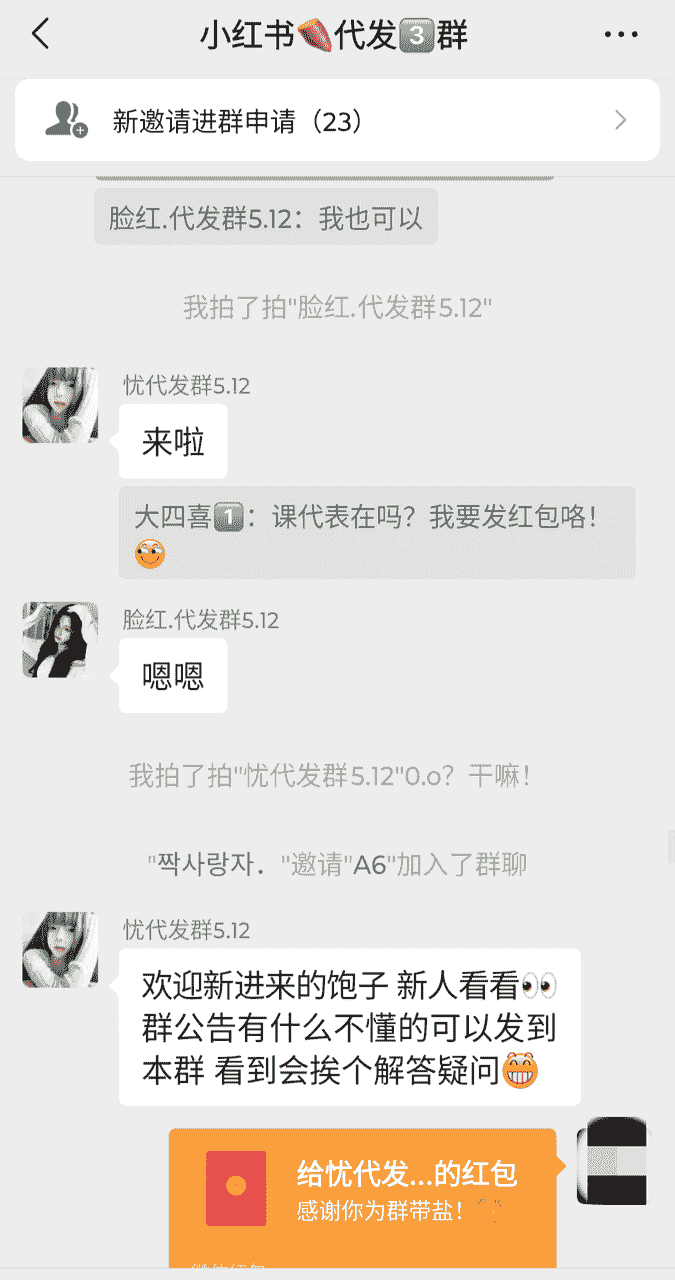 小红书🍠代发3️⃣群
新邀请进群申请（23）
脸红.代发群5.12：我也可以
我拍了拍"脸红.代发群5.12"
忧代发群5.12
来啦
大四喜1️⃣：课代表在吗？我要发红包咯！
脸红.代发群5.12
嗯嗯
我拍了拍"忧代发群5.12"0.o？干嘛！
"짝사랑자．"邀请"A6"加入了群聊
忧代发群5.12
欢迎新进来的饱子 新人看看👀
群公告有什么不懂的可以发到
本群 看到会挨个解答疑问😁
给忧代发...的红包
感谢你为群带盐！